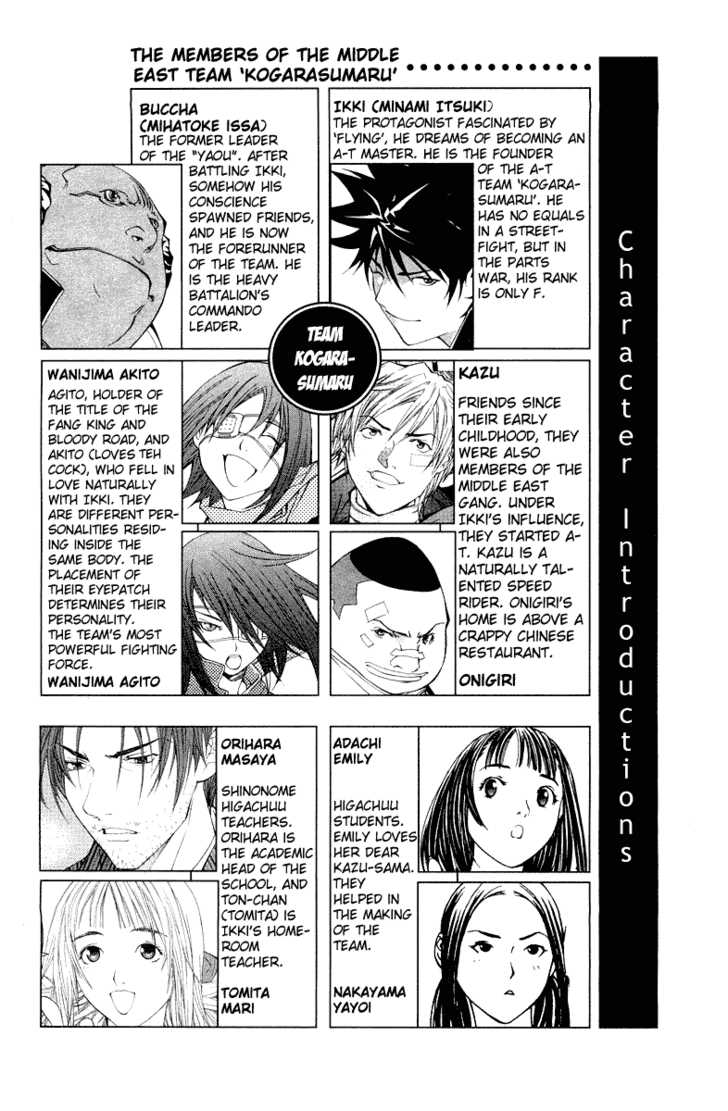 THE MEMBERS OF THE MIDDLE
EAST TEAM 'KOGARASUMARU'
BUCCHA
(MIHATOKE ISSA)
THE FORMER LEADER
OF THE "YAOU". AFTER
BATTLING IKKI,
SOMEHOW HIS
CONSCIENCE
SPAWNED FRIENDS,
AND HE IS NOW
THE FORERUNNER
OF THE TEAM. HE
IS THE HEAVY
BATTALION'S
COMMANDO
LEADER.
IKKI (MINAMI ITSUKI)
THE PROTAGONIST FASCINATED BY
'FLYING', HE DREAMS OF BECOMING AN
A-T MASTER. HE IS THE FOUNDER
OF THE A-T
TEAM 'KOGARA-
SUMARU'. HE
HAS NO EQUALS
IN A STREET-
FIGHT, BUT IN
THE PARTS
WAR, HIS RANK
IS ONLY F.
TEAM
KOGARA-
SUMARU
WANIJIMA AKITO
AGITO, HOLDER OF
THE TITLE OF THE
FANG KING AND
BLOODY ROAD, AND
AKITO (LOVES TEH
COCK), WHO FELL IN
LOVE NATURALLY
WITH IKKI. THEY
ARE DIFFERENT PER-
SONALITIES RESID-
ING INSIDE THE
SAME BODY. THE
PLACEMENT OF
THEIR EYEPATCH
DETERMINES THEIR
PERSONALITY.
THE TEAM'S MOST
POWERFUL FIGHTING
FORCE.
WANIJIMA AGITO
KAZU
FRIENDS SINCE
THEIR EARLY
CHILDHOOD, THEY
WERE ALSO
MEMBERS OF THE
MIDDLE EAST
GANG. UNDER
IKKI'S INFLUENCE,
THEY STARTED A-
T. KAZU IS A
NATURALLY TAL-
ENTED SPEED
RIDER. ONIGIRI'S
HOME IS ABOVE A
CRAPPY CHINESE
RESTAURANT.
ONIGIRI
ORIHARA
MASAYA
SHINONOME
HIGACHUU
TEACHERS.
ORIHARA IS
THE ACADEMIC
HEAD OF THE
SCHOOL, AND
TON-CHAN
(TOMITA) IS
IKKI'S HOME-
ROOM
TEACHER.
TOMITA
MARI
ADACHI
EMILY
HIGACHUU
STUDENTS.
EMILY LOVES
HER DEAR
KAZU-SAMA.
THEY
HELPED IN
THE MAKING
OF THE
TEAM.
NAKAYAMA
YAYOI
Character Introductions